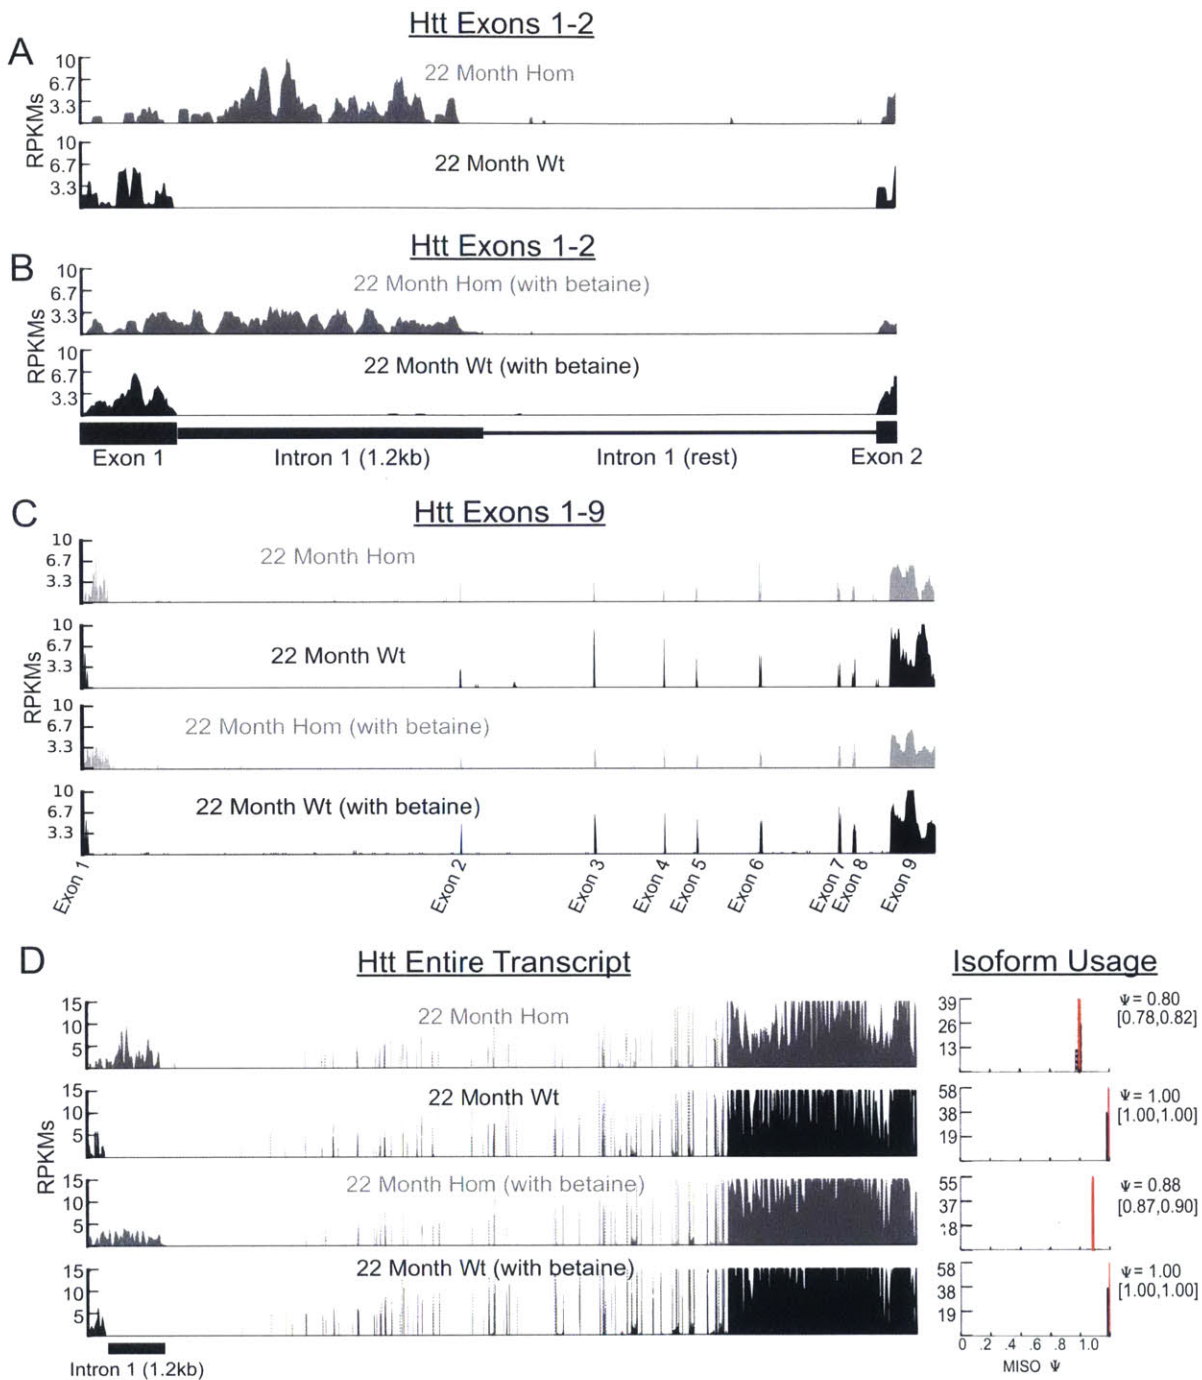 Htt Exons 1-2
A
22 Month Hom
10
6.7
3.3
RPKMs
22 Month Wt
10
6.7
3.3
Htt Exons 1-2
B
22 Month Hom (with betaine)
10
6.7
3.3
RPKMs
22 Month Wt (with betaine)
10
6.7
3.3
Exon 1
Intron 1 (1.2kb)
Intron 1 (rest)
Exon 2
C
Htt Exons 1-9
22 Month Hom
10
6.7
3.3
RPKMs
22 Month Wt
10
6.7
3.3
22 Month Hom (with betaine)
10
6.7
3.3
22 Month Wt (with betaine)
10
6.7
3.3
Exon 1
Exon 2
Exon 3
Exon 4
Exon 5
Exon 6
Exon 7
Exon 8
Exon 9
D
Htt Entire Transcript
Isoform Usage
22 Month Hom
15
10
5
39
26
13
Ψ = 0.80
[0.78,0.82]
RPKMs
22 Month Wt
15
10
5
58
38
19
Ψ = 1.00
[1.00,1.00]
22 Month Hom (with betaine)
15
10
5
55
37
18
Ψ = 0.88
[0.87,0.90]
22 Month Wt (with betaine)
15
10
5
58
38
19
Ψ = 1.00
[1.00,1.00]
0 .2 .4 .6 .8 1.0
MISO Ψ
Intron 1 (1.2kb)